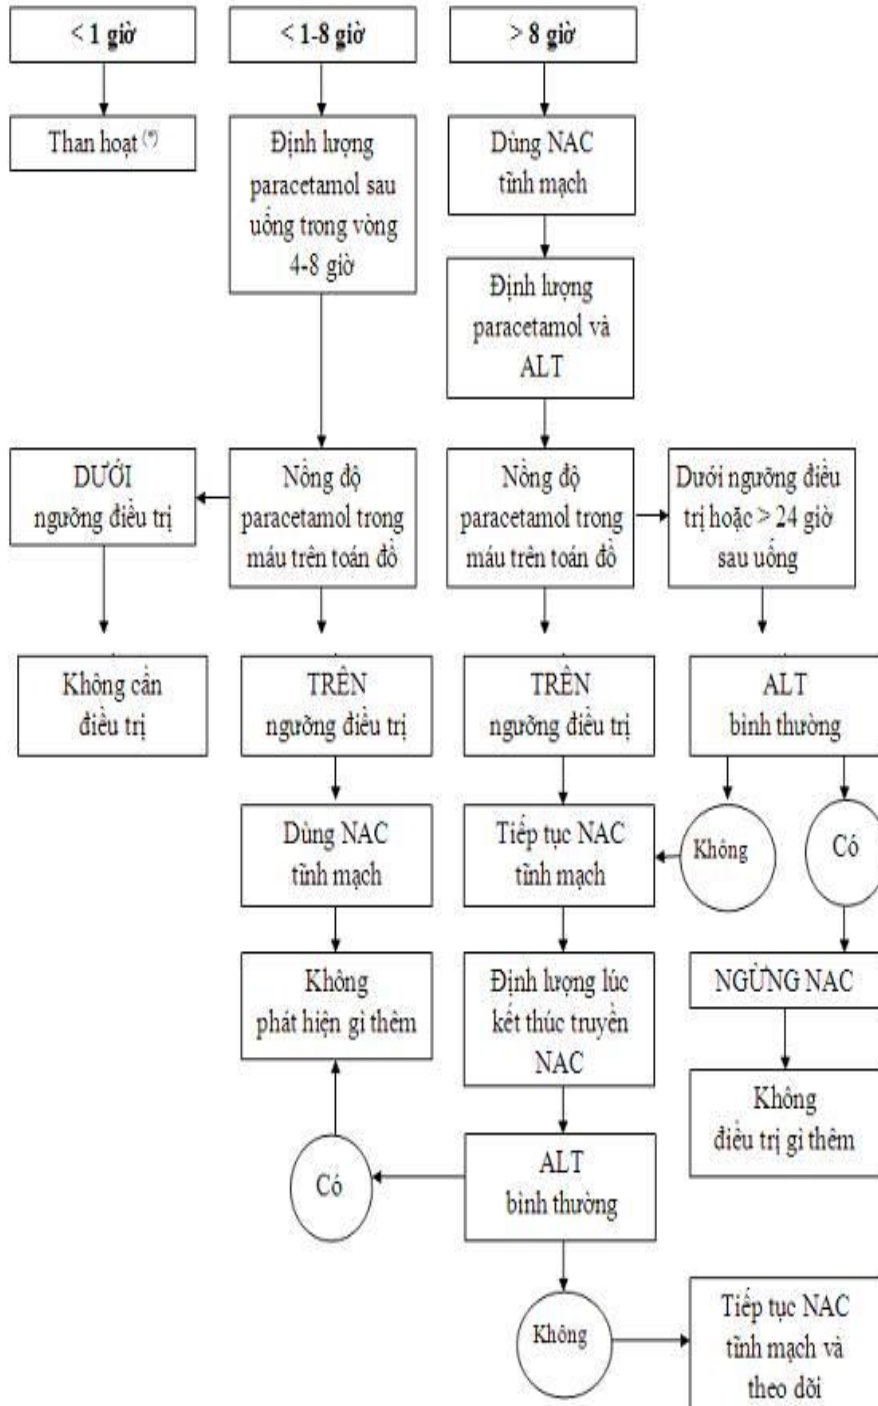 < 1 giờ
< 1-8 giờ
> 8 giờ
Than hoạt (*)
Định lượng
paracetamol sau
uống trong vòng
4-8 giờ
Dùng NAC
tĩnh mạch
Định lượng
paracetamol và
ALT
DƯỚI
ngưỡng điều trị
Nồng độ
paracetamol trong
máu trên toán đồ
Nồng độ
paracetamol trong
máu trên toán đồ
Dưới ngưỡng điều
trị hoặc > 24 giờ
sau uống
Không cần
điều trị
TRÊN
ngưỡng điều trị
TRÊN
ngưỡng điều trị
ALT
bình thường
Dùng NAC
tĩnh mạch
Tiếp tục NAC
tĩnh mạch
Không
Có
Không
phát hiện gì thêm
Định lượng lúc
kết thúc truyền
NAC
NGỪNG NAC
Không
điều trị gì thêm
Có
ALT
bình thường
Không
Tiếp tục NAC
tĩnh mạch và
theo dõi